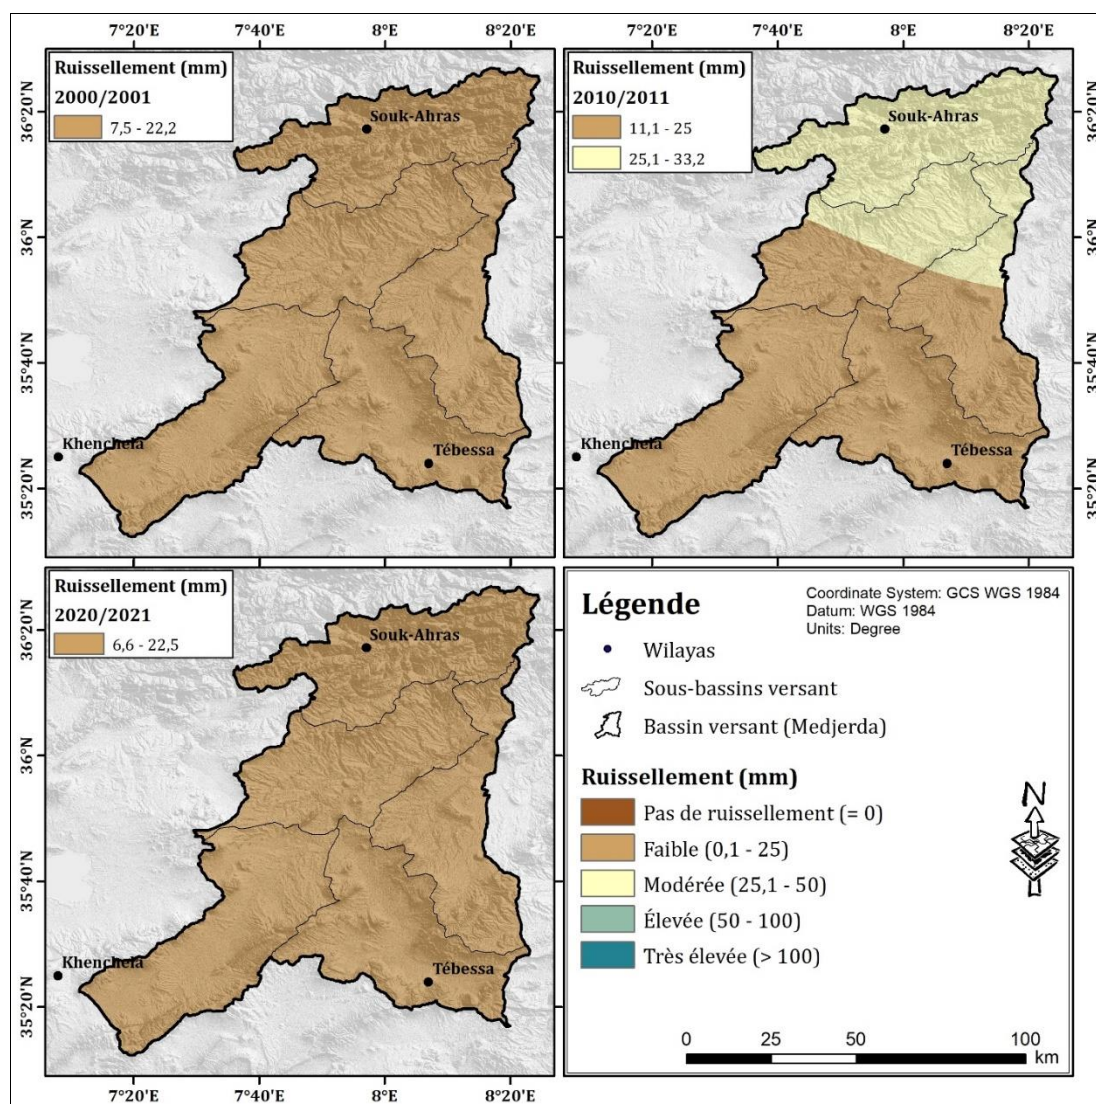 7°20'E 7°40'E 8°E 8°20'E
7°20'E 7°40'E 8°E 8°20'E
Ruissellement (mm)
2000/2001
7,5 - 22,2
Souk-Ahras
Khenchela
Tébessa
36°20'N
36°N
35°40'N
35°20'N
Ruissellement (mm)
2010/2011
11,1 - 25
25,1 - 33,2
Souk-Ahras
Khenchela
Tébessa
36°20'N
36°N
35°40'N
35°20'N
Ruissellement (mm)
2020/2021
6,6 - 22,5
Souk-Ahras
Khenchela
Tébessa
36°20'N
36°N
35°40'N
35°20'N
7°20'E 7°40'E 8°E 8°20'E
Légende
Coordinate System: GCS WGS 1984
Datum: WGS 1984
Units: Degree
Wilayas
Sous-bassins versant
Bassin versant (Medjerda)
Ruissellement (mm)
Pas de ruissellement (= 0)
Faible (0,1 - 25)
Modérée (25,1 - 50)
Élevée (50 - 100)
Très élevée (> 100)
N
0 25 50 100
km